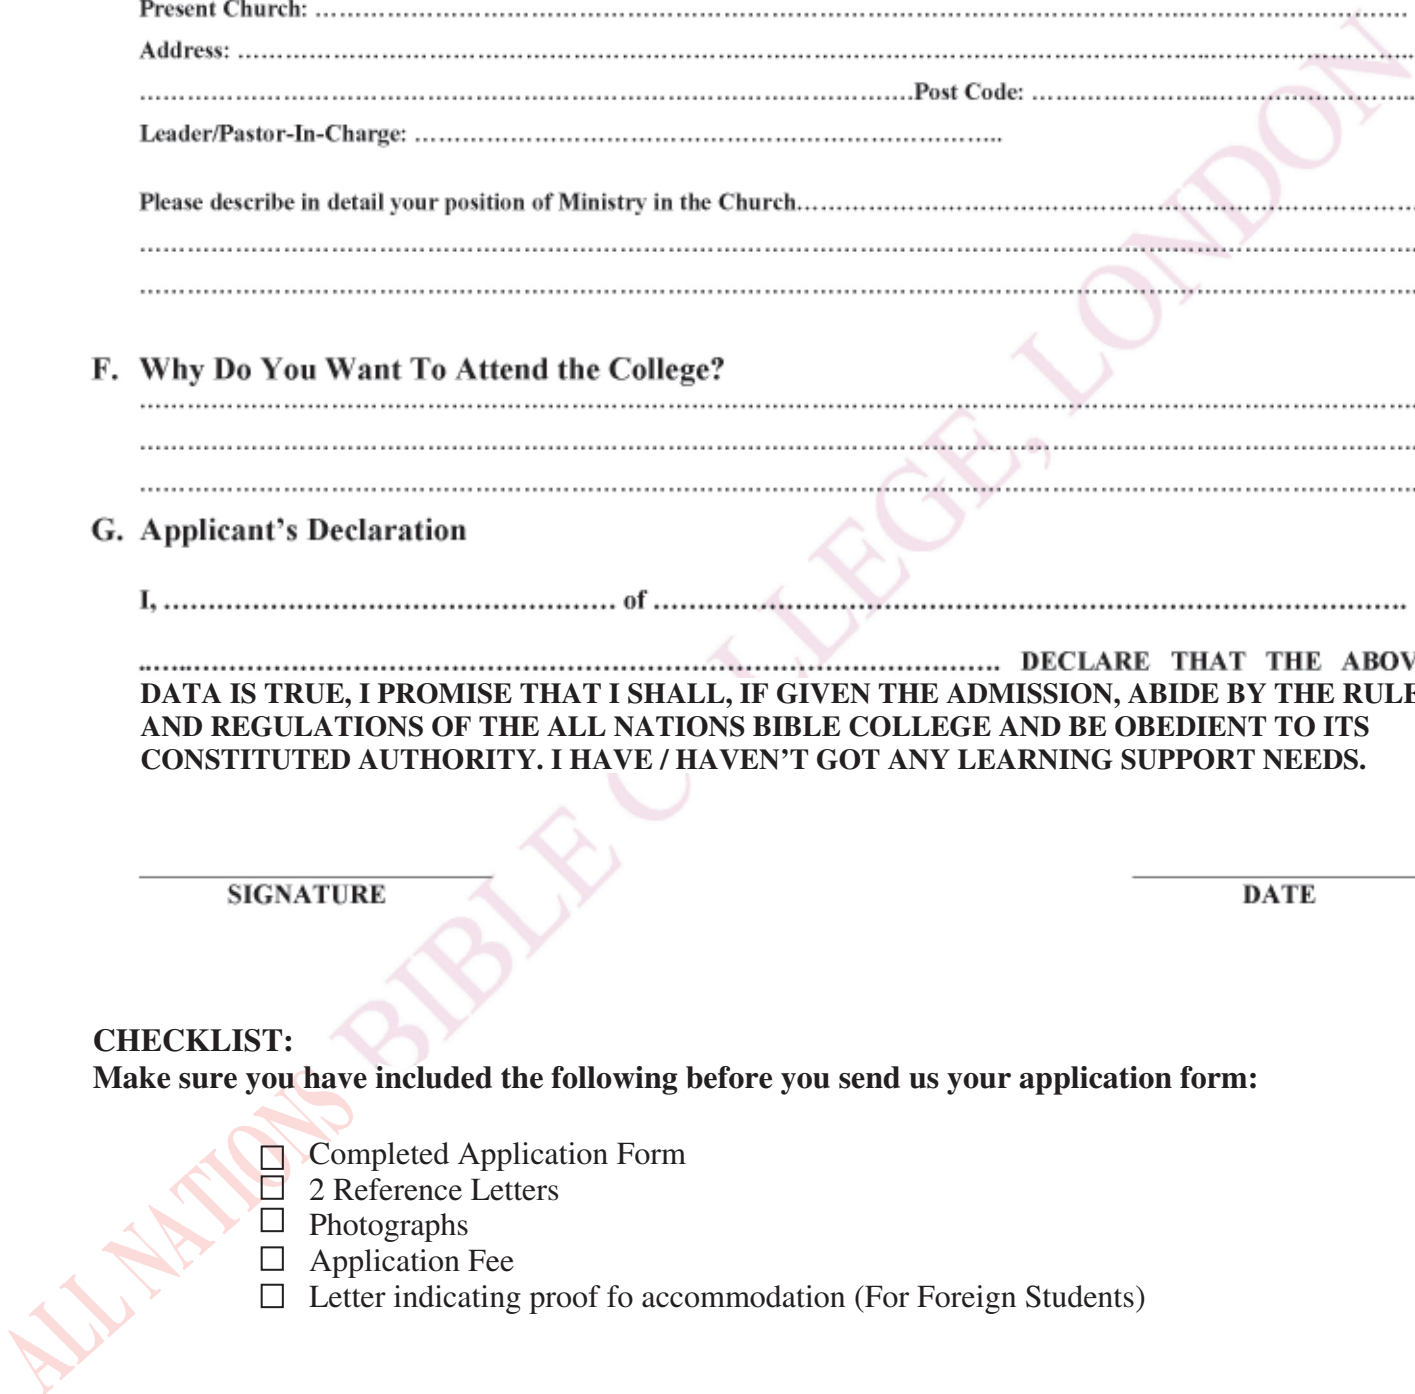 Present Church: ………………………………………………………………………………………………………………………
Address: ……………………………………………………………………………………………………………………………
………………………………………………………………………………………Post Code: …………………………………………
Leader/Pastor-In-Charge: ………………………………………………………………..
Please describe in detail your position of Ministry in the Church……………………………………………………………………
………………………………………………………………………………………………………………………………………
………………………………………………………………………………………………………………………………………
F. Why Do You Want To Attend the College?
………………………………………………………………………………………………………………………………………
………………………………………………………………………………………………………………………………………
………………………………………………………………………………………………………………………………………
G. Applicant’s Declaration
I, ………………………………………………… of ……………………………………………………………………………………
……………………………………………………………………………………………. DECLARE THAT THE ABOV
DATA IS TRUE, I PROMISE THAT I SHALL, IF GIVEN THE ADMISSION, ABIDE BY THE RULE
AND REGULATIONS OF THE ALL NATIONS BIBLE COLLEGE AND BE OBEDIENT TO ITS
CONSTITUTED AUTHORITY. I HAVE / HAVEN’T GOT ANY LEARNING SUPPORT NEEDS.
SIGNATURE DATE
CHECKLIST:
Make sure you have included the following before you send us your application form:
☐ Completed Application Form
☐ 2 Reference Letters
☐ Photographs
☐ Application Fee
☐ Letter indicating proof fo accommodation (For Foreign Students)
ALL NATIONS BIBLE C LLEGE, LONDON